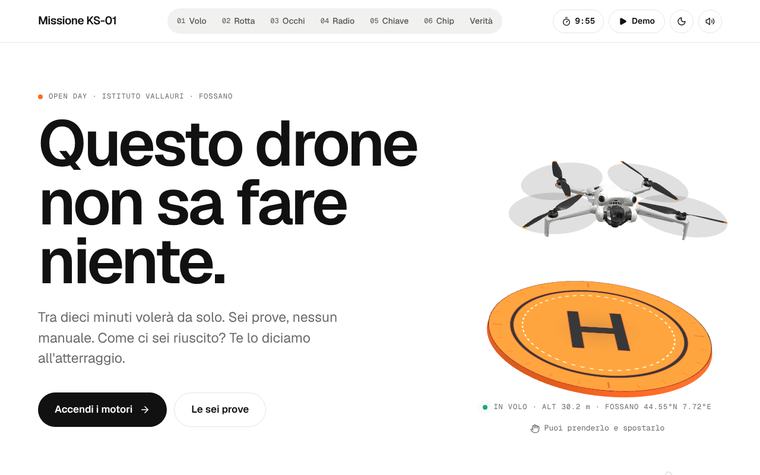 Missione KS-01
01 Volo
02 Rotta
03 Occhi
04 Radio
05 Chiave
06 Chip
Verità
9:55
Demo
OPEN DAY · ISTITUTO VALLAURI · FOSSANO
Questo drone
non sa fare
niente.
Tra dieci minuti volerà da solo. Sei prove, nessun
manuale. Come ci sei riuscito? Te lo diciamo
all'atterraggio.
Accendi i motori →
Le sei prove
H
IN VOLO · ALT 30.2 m · FOSSANO 44.55°N 7.72°E
Puoi prenderlo e spostarlo